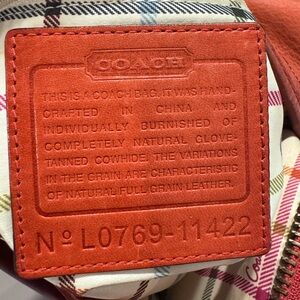 COACH
THIS IS A COACH BAG. IT WAS HAND-
CRAFTED IN CHINA AND
INDIVIDUALLY BURNISHED OF
COMPLETELY NATURAL GLOVE-
TANNED COWHIDE. THE VARIATIONS
IN THE GRAIN ARE CHARACTERISTIC
OF NATURAL FULL GRAIN LEATHER.
Nº L0769-11422